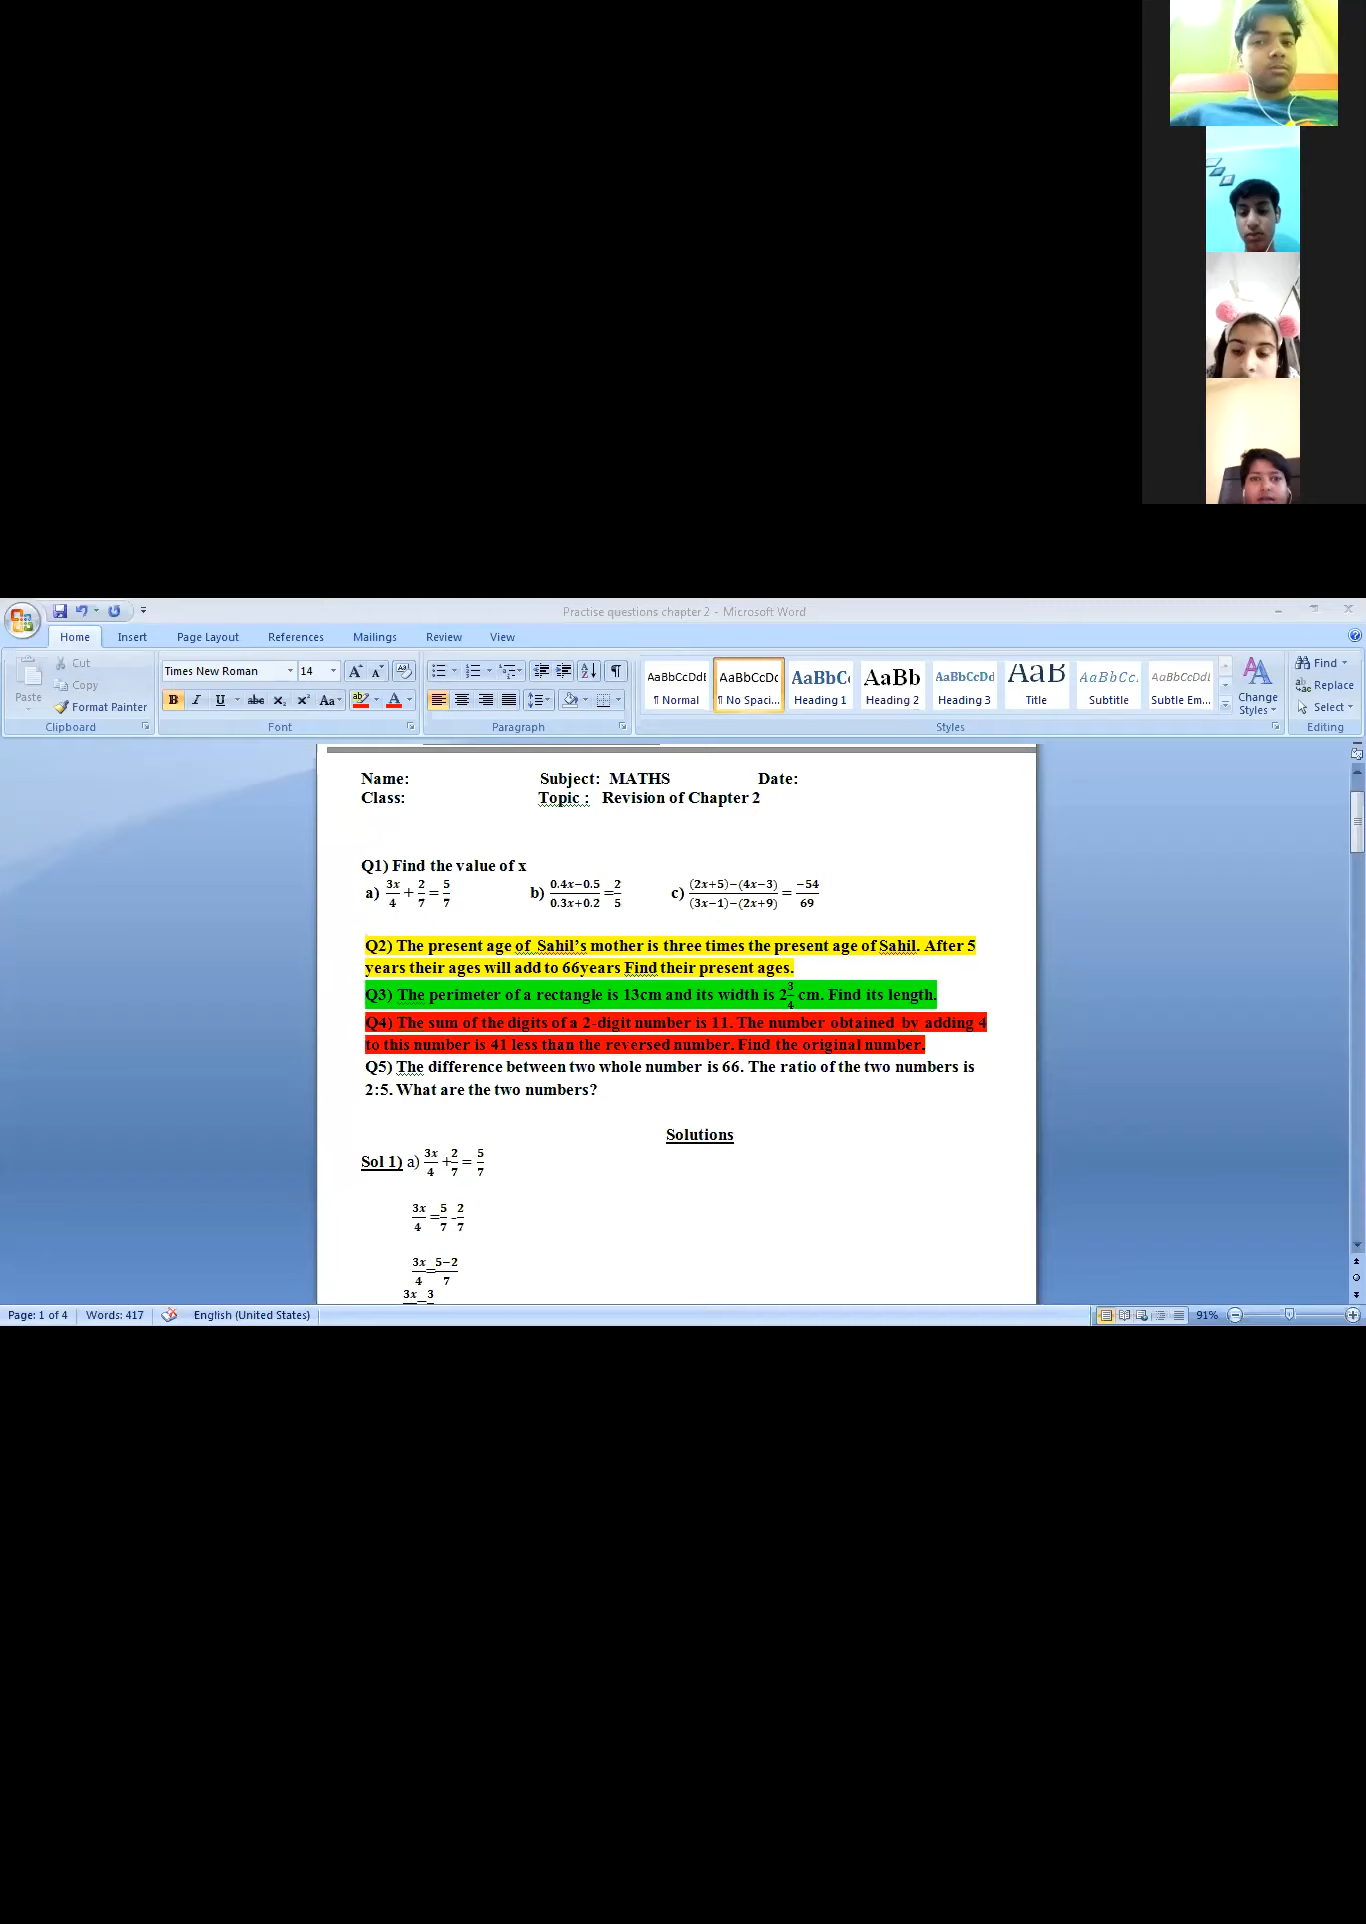 Practise questions chapter 2 - Microsoft Word
Home Insert Page Layout References Mailings Review View
Paste
Cut
Copy
Format Painter
Clipboard
Times New Roman 14
B I U abc X₂ X² Aa
Font
Paragraph
AaBbCcDdE AaBbCcDc AaBbC AaBb AaBbCcDd AaB AaBbCc. AaBbCcDdE
¶ Normal ¶ No Spaci... Heading 1 Heading 2 Heading 3 Title Subtitle Subtle Em...
Change Styles
Styles
Find
Replace
Select
Editing
Name: Subject: MATHS Date:
Class: Topic : Revision of Chapter 2
Q1) Find the value of x
a) 3x/4 + 2/7 = 5/7 b) 0.4x−0.5/0.3x+0.2 = 2/5 c) (2x+5)−(4x−3)/(3x−1)−(2x+9) = −54/69
Q2) The present age of Sahil's mother is three times the present age of Sahil. After 5
years their ages will add to 66years Find their present ages.
Q3) The perimeter of a rectangle is 13cm and its width is 2 3/4 cm. Find its length.
Q4) The sum of the digits of a 2-digit number is 11. The number obtained by adding 4
to this number is 41 less than the reversed number. Find the original number.
Q5) The difference between two whole number is 66. The ratio of the two numbers is
2:5. What are the two numbers?
Solutions
Sol 1) a) 3x/4 + 2/7 = 5/7
3x/4 = 5/7 - 2/7
3x/4 = 5−2/7
3x = 3
Page: 1 of 4 Words: 417 English (United States) 91%